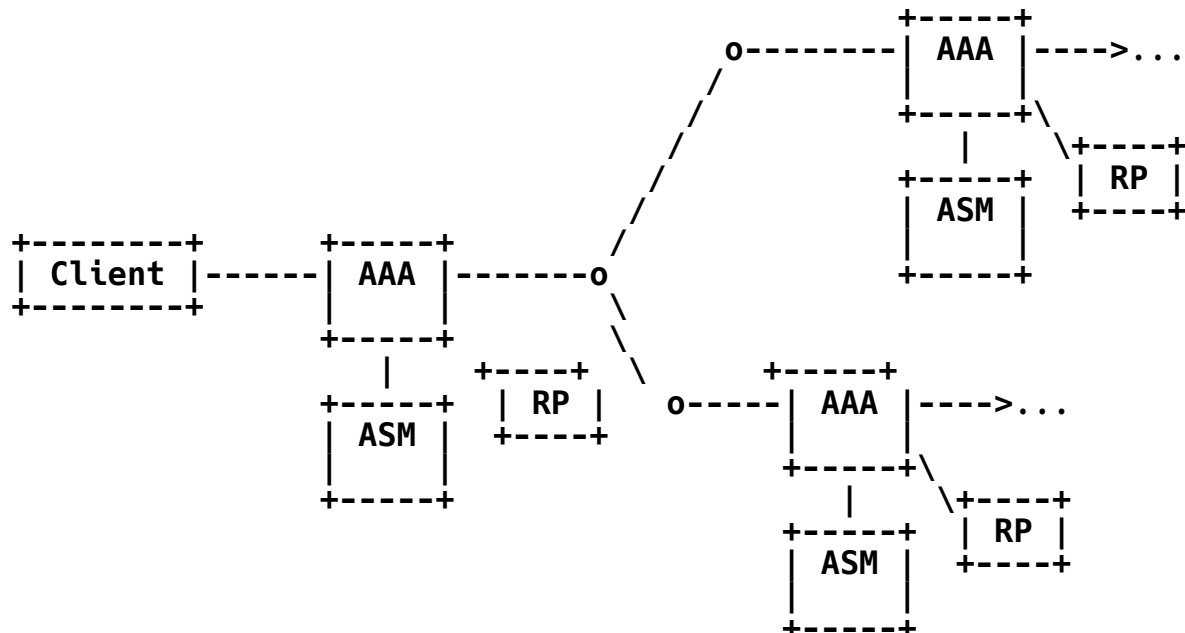 +-----+
                                              o--------| AAA |---->...
                                             /         |     |
                                            /          +-----+\
                                           /              |    \+----+
                                          /            +-----+  | RP |
                                         /             | ASM |  +----+
+--------+       +-----+                /              |     |
| Client |------| AAA |-------o                        +-----+
+--------+      |     |        \
                +-----+         \
                   |     +----+  \       +-----+
                +-----+   | RP |   o-----| AAA |---->...
                | ASM |   +----+         |     |
                |     |                  +-----+\
                +-----+                     |    \+----+
                                         +-----+  | RP |
                                         | ASM |  +----+
                                         |     |
                                         +-----+